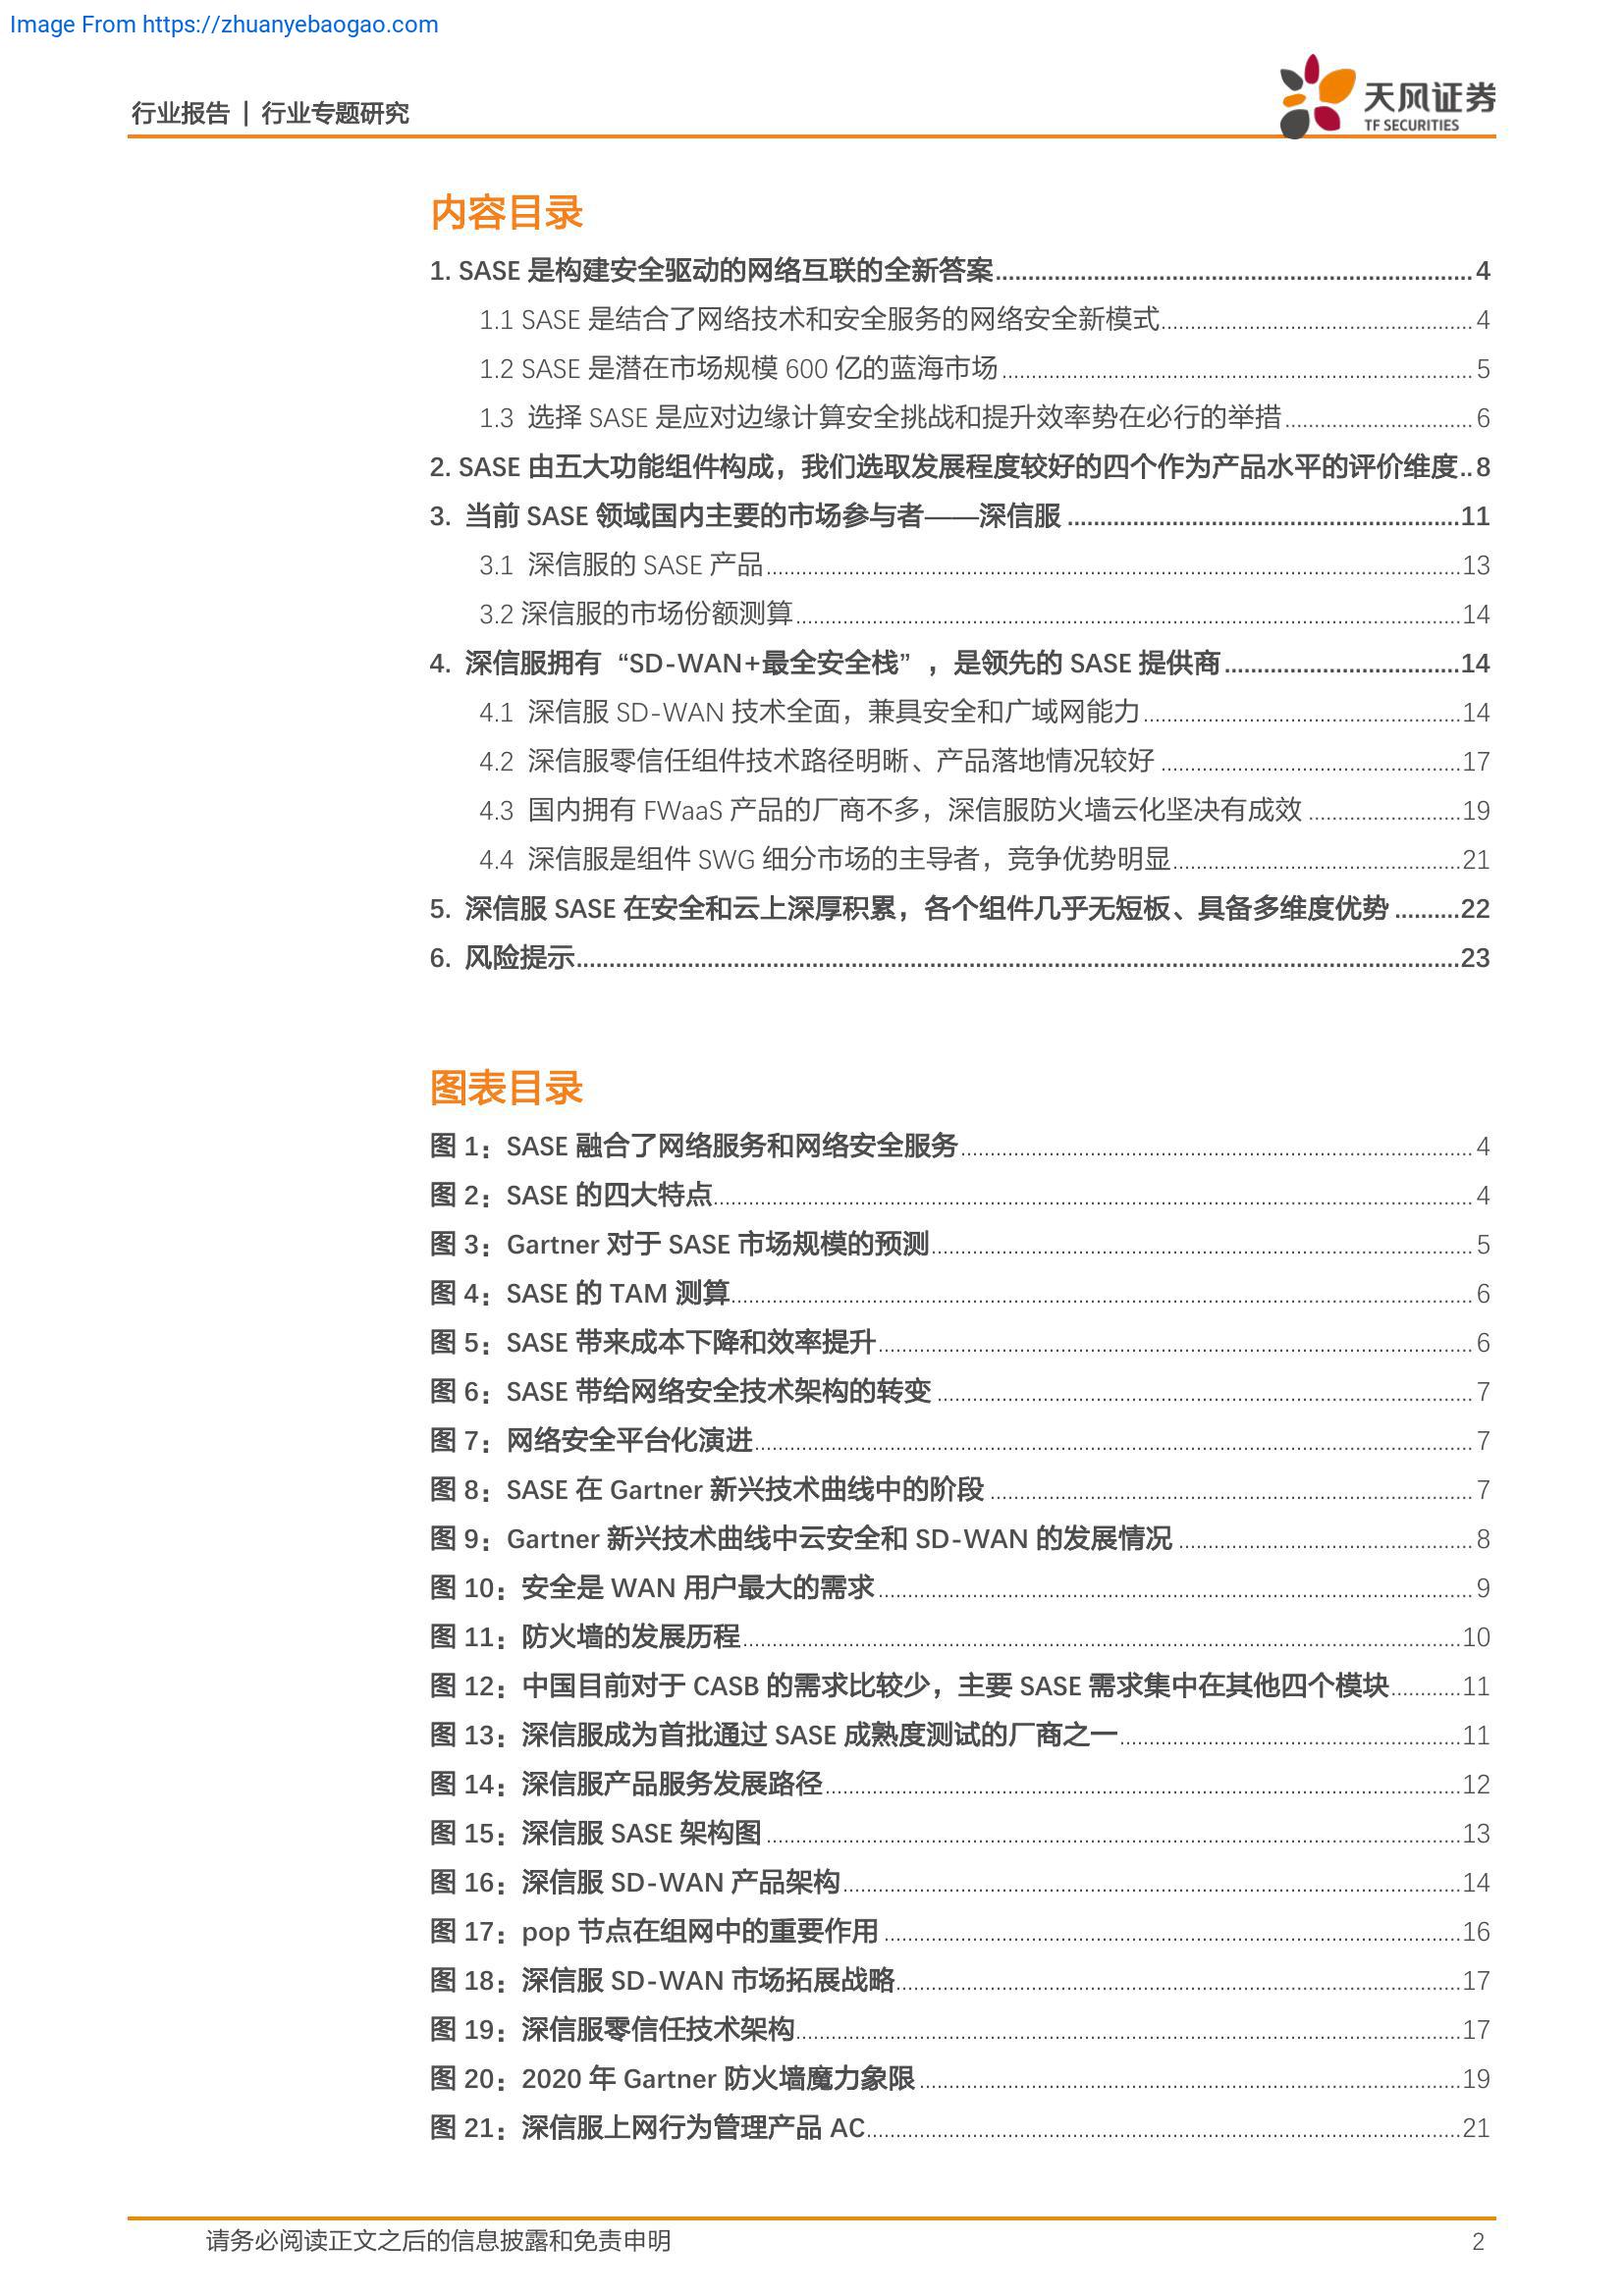 Image From https://zhuanyebaogao.com
行业报告 | 行业专题研究
天风证券
TF SECURITIES
内容目录
1. SASE 是构建安全驱动的网络互联的全新答案........................................4
1.1 SASE 是结合了网络技术和安全服务的网络安全新模式........................................4
1.2 SASE 是潜在市场规模 600 亿的蓝海市场........................................5
1.3 选择 SASE 是应对边缘计算安全挑战和提升效率势在必行的举措........................................6
2. SASE 由五大功能组件构成，我们选取发展程度较好的四个作为产品水平的评价维度..8
3. 当前 SASE 领域国内主要的市场参与者——深信服........................................11
3.1 深信服的 SASE 产品........................................13
3.2 深信服的市场份额测算........................................14
4. 深信服拥有“SD-WAN+最全安全栈”，是领先的 SASE 提供商........................................14
4.1 深信服 SD-WAN 技术全面，兼具安全和广域网能力........................................14
4.2 深信服零信任组件技术路径明晰、产品落地情况较好........................................17
4.3 国内拥有 FWaaS 产品的厂商不多，深信服防火墙云化坚决有成效........................................19
4.4 深信服是组件 SWG 细分市场的主导者，竞争优势明显........................................21
5. 深信服 SASE 在安全和云上深厚积累，各个组件几乎无短板、具备多维度优势..........22
6. 风险提示........................................23
图表目录
图 1：SASE 融合了网络服务和网络安全服务........................................4
图 2：SASE 的四大特点........................................4
图 3：Gartner 对于 SASE 市场规模的预测........................................5
图 4：SASE 的 TAM 测算........................................6
图 5：SASE 带来成本下降和效率提升........................................6
图 6：SASE 带给网络安全技术架构的转变........................................7
图 7：网络安全平台化演进........................................7
图 8：SASE 在 Gartner 新兴技术曲线中的阶段........................................7
图 9：Gartner 新兴技术曲线中云安全和 SD-WAN 的发展情况........................................8
图 10：安全是 WAN 用户最大的需求........................................9
图 11：防火墙的发展历程........................................10
图 12：中国目前对于 CASB 的需求比较少，主要 SASE 需求集中在其他四个模块............11
图 13：深信服成为首批通过 SASE 成熟度测试的厂商之一........................................11
图 14：深信服产品服务发展路径........................................12
图 15：深信服 SASE 架构图........................................13
图 16：深信服 SD-WAN 产品架构........................................14
图 17：pop 节点在组网中的重要作用........................................16
图 18：深信服 SD-WAN 市场拓展战略........................................17
图 19：深信服零信任技术架构........................................17
图 20：2020 年 Gartner 防火墙魔力象限........................................19
图 21：深信服上网行为管理产品 AC........................................21
请务必阅读正文之后的信息披露和免责申明
2